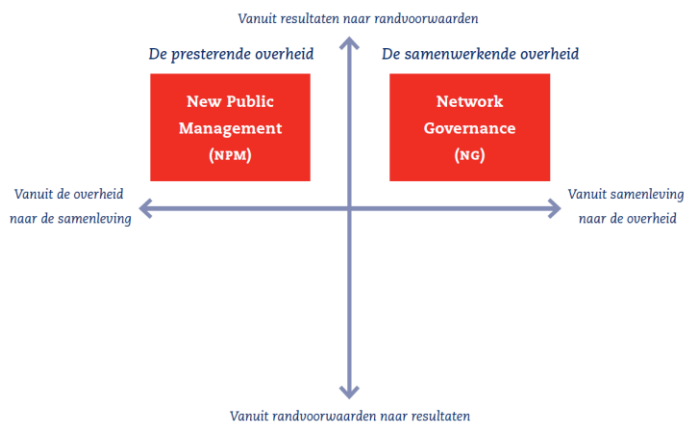 Vanuit resultaten naar randvoorwaarden
De presterende overheid
De samenwerkende overheid
New Public
Management
(NPM)
Network
Governance
(NG)
Vanuit de overheid
naar de samenleving
Vanuit samenleving
naar de overheid
Vanuit randvoorwaarden naar resultaten